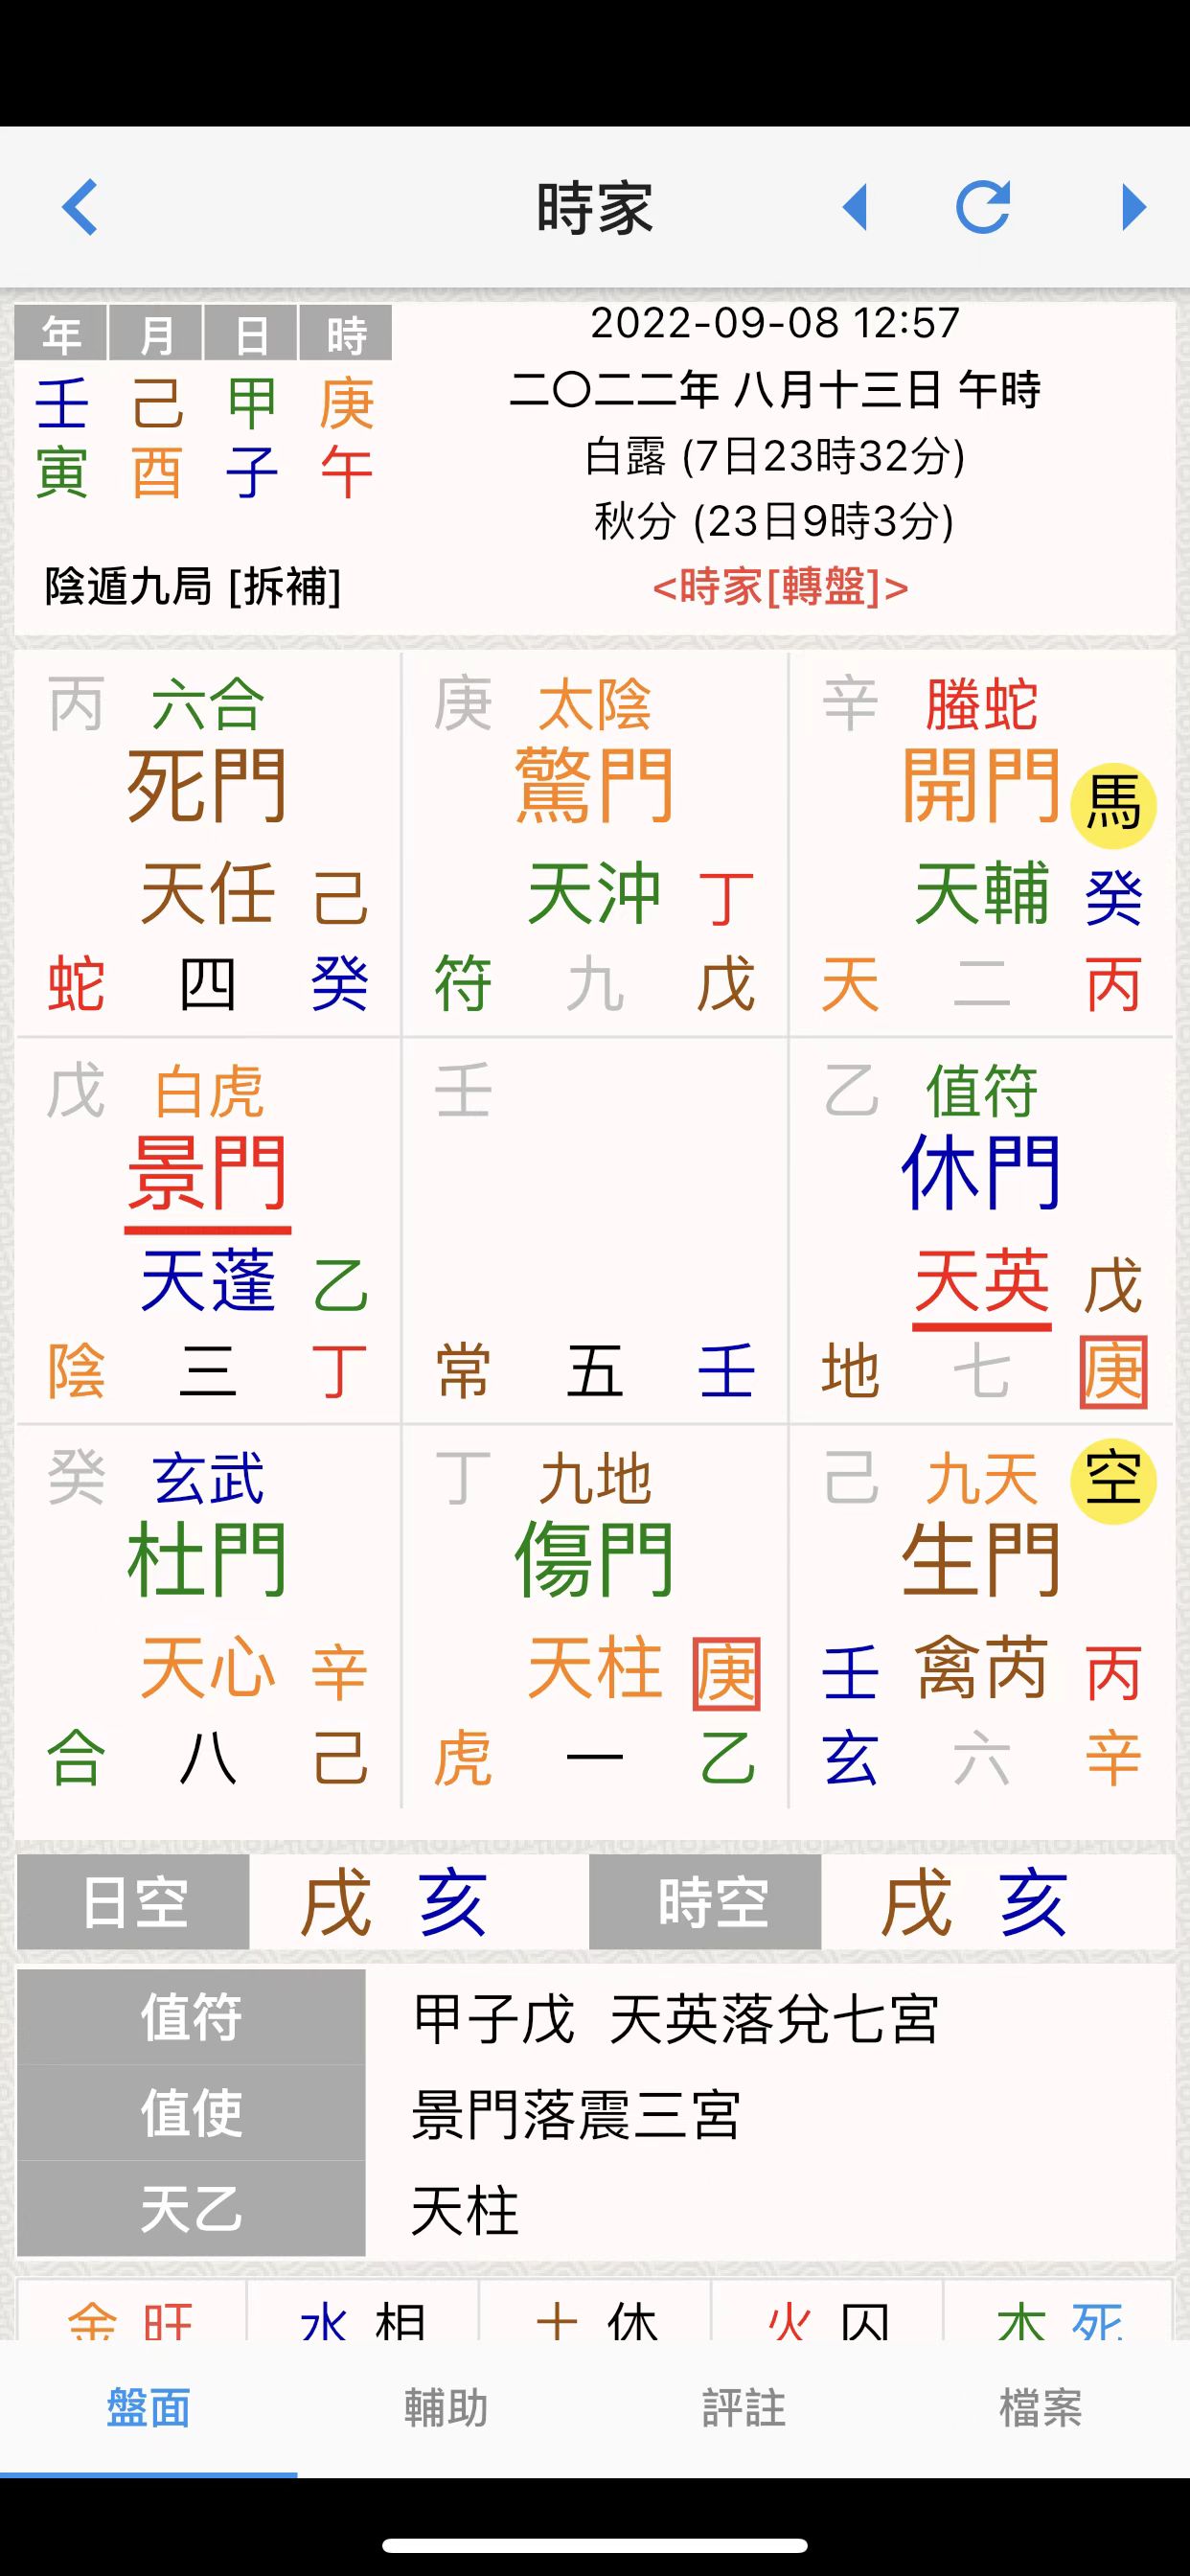 時家
年 月 日 時
壬 己 甲 庚
寅 酉 子 午
陰遁九局 [拆補]
2022-09-08 12:57
二〇二二年 八月十三日 午時
白露 (7日23時32分)
秋分 (23日9時3分)
<時家[轉盤]>
丙 六合
死門
天任 己
蛇 四 癸
庚 太陰
驚門
天沖 丁
符 九 戊
辛 螣蛇
開門 馬
天輔 癸
天 二 丙
戊 白虎
景門
天蓬 乙
陰 三 丁
壬
常 五 壬
乙 值符
休門
天英 戊
地 七 庚
癸 玄武
杜門
天心 辛
合 八 己
丁 九地
傷門
天柱 庚
虎 一 乙
己 九天 空
生門
壬 禽芮 丙
玄 六 辛
日空 戌 亥 時空 戌 亥
值符 甲子戊 天英落兌七宮
值使 景門落震三宮
天乙 天柱
金 旺 水 相 土 休 火 囚 木 死
盤面 輔助 評註 檔案